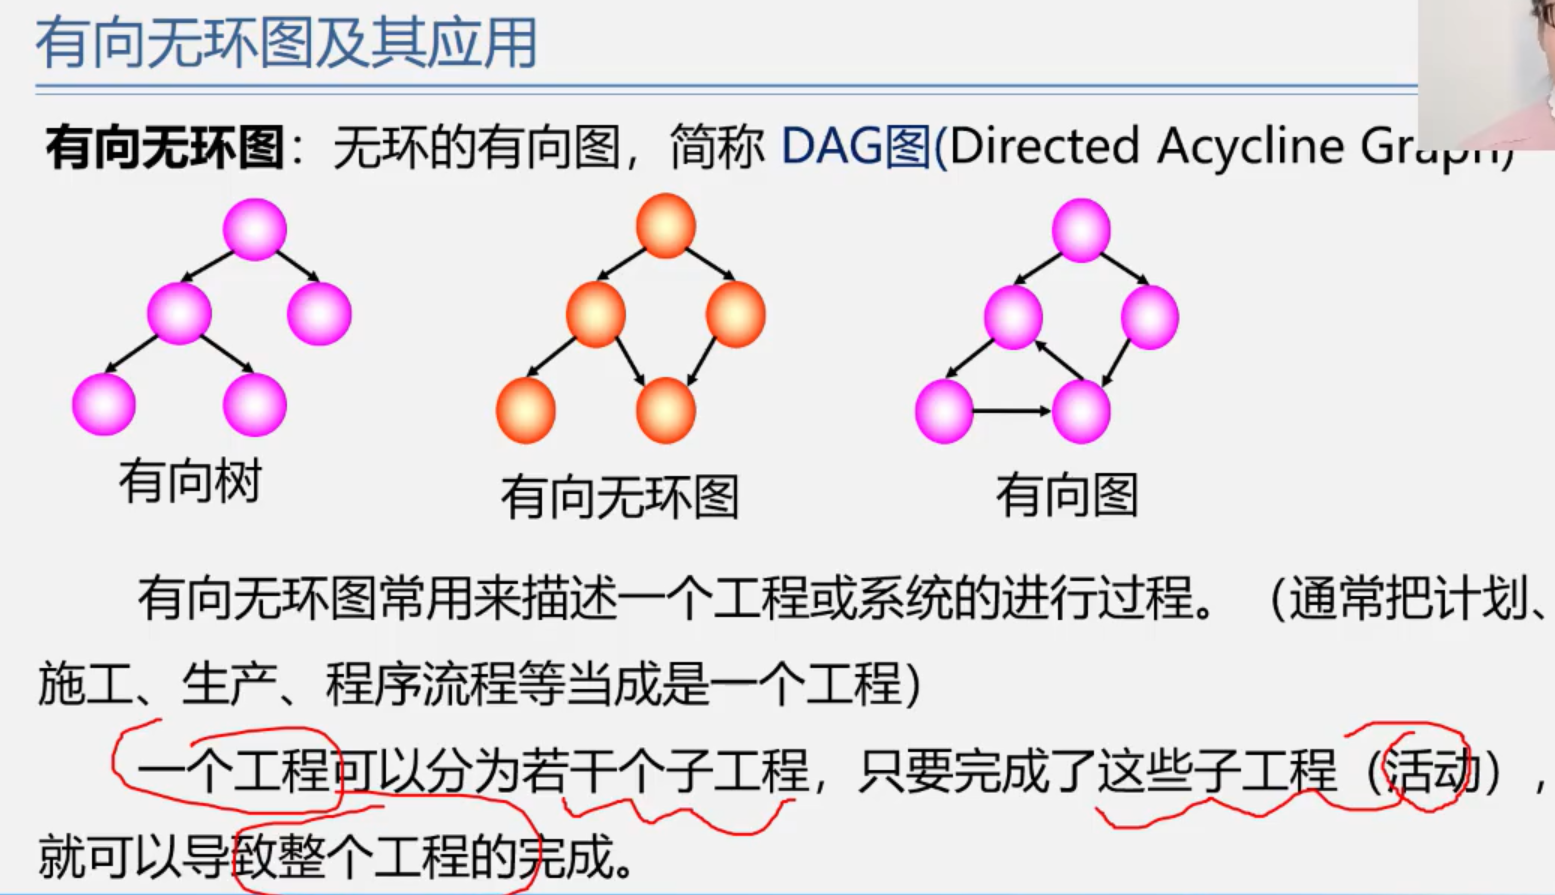 有向无环图及其应用
有向无环图：无环的有向图，简称 DAG图(Directed Acycline Graph)
有向树
有向无环图
有向图
有向无环图常用来描述一个工程或系统的进行过程。（通常把计划、
施工、生产、程序流程等当成是一个工程）
一个工程可以分为若干个子工程，只要完成了这些子工程（活动），
就可以导致整个工程的完成。